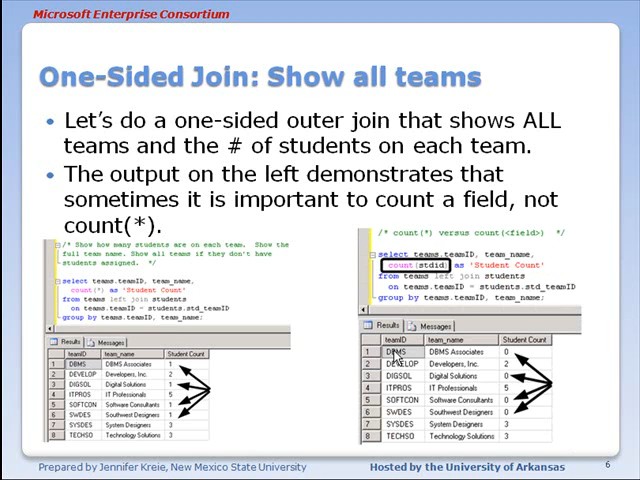 Microsoft Enterprise Consortium
One-Sided Join: Show all teams
• Let's do a one-sided outer join that shows ALL
teams and the # of students on each team.
• The output on the left demonstrates that
sometimes it is important to count a field, not
count(*).
/* Show how many students are on each team.  Show the
full team name. Show all teams if they don't have
students assigned.  */
select teams.teamID, team_name,
count(*) as 'Student Count'
from teams left join students
on teams.teamID = students.std_teamID
group by teams.teamID, team_name;
Results Messages
teamID team_name Student Count
1 DBMS DBMS Associates 1
2 DEVELOP Developers, Inc. 2
3 DIGSOL Digital Solutions 1
4 ITPROS IT Professionals 5
5 SOFTCON Software Consultants 1
6 SWDES Southwest Designers 1
7 SYSDES System Designers 3
8 TECHSO Technology Solutions 3
/* count(*) versus count(<field>)  */
select teams.teamID, team_name,
count(stdid) as 'Student Count'
from teams left join students
on teams.teamID = students.std_teamID
group by teams.teamID, team_name;
Results Messages
teamID team_name Student Count
1 DBMS DBMS Associates 0
2 DEVELOP Developers, Inc. 2
3 DIGSOL Digital Solutions 0
4 ITPROS IT Professionals 5
5 SOFTCON Software Consultants 0
6 SWDES Southwest Designers 0
7 SYSDES System Designers 3
8 TECHSO Technology Solutions 3
Prepared by Jennifer Kreie, New Mexico State University
Hosted by the University of Arkansas
6